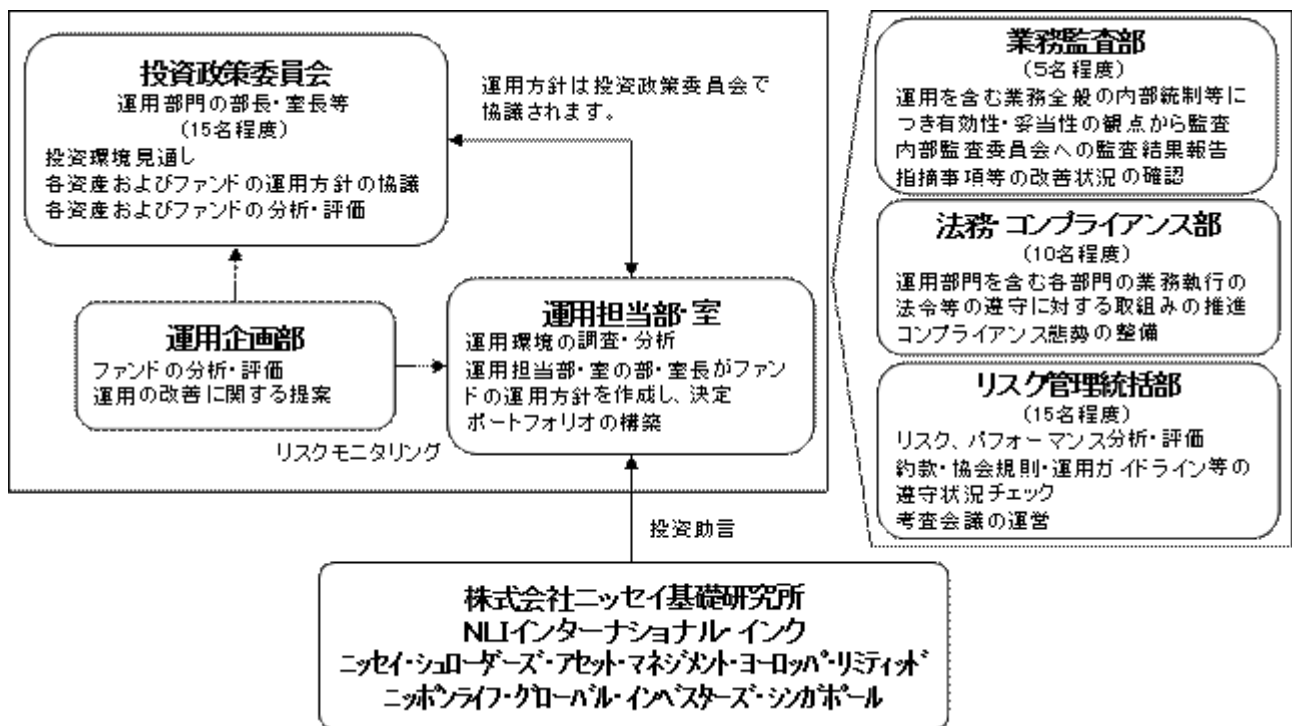 投資政策委員会
運用部門の部長・室長等
(15名程度)
投資環境見通し
各資産およびファンドの運用方針の協議
各資産およびファンドの分析・評価
運用方針は投資政策委員会で
協議されます。
運用企画部
ファンドの分析・評価
運用の改善に関する提案
リスクモニタリング
運用担当部・室
運用環境の調査・分析
運用担当部・室の部・室長がファン
ドの運用方針を作成し、決定
ポートフォリオの構築
投資助言
株式会社ニッセイ基礎研究所
NLIインターナショナル・インク
ニッセイ・シュローダーズ・アセット・マネジメント・ヨーロッパ・リミティッド
ニッポンライフ・グローバル・インベスターズ・シンガポール
業務監査部
(5名程度)
運用を含む業務全般の内部統制等に
つき有効性・妥当性の観点から監査
内部監査委員会への監査結果報告
指摘事項等の改善状況の確認
法務・コンプライアンス部
(10名程度)
運用部門を含む各部門の業務執行の
法令等の遵守に対する取組みの推進
コンプライアンス態勢の整備
リスク管理統括部
(15名程度)
リスク、パフォーマンス分析・評価
約款・協会規則・運用ガイドライン等の
遵守状況チェック
考査会議の運営